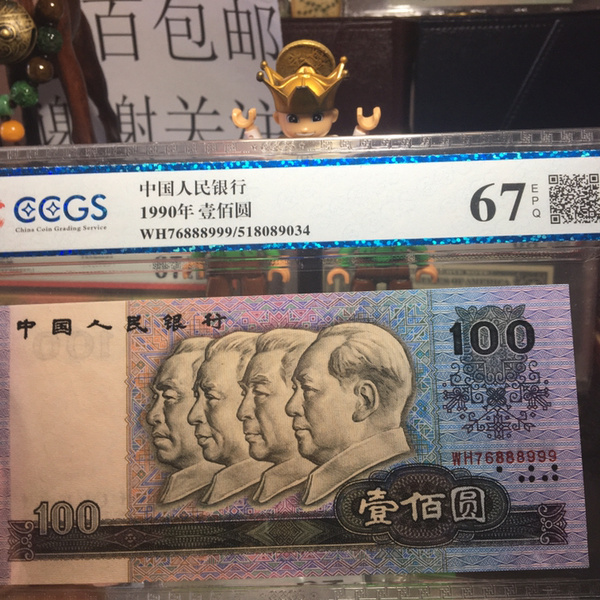 百包邮
谢谢关注
CCGS
China Coin Grading Service
中国人民银行
1990年 壹佰圆
WH76888999/518089034
67
EPQ
中国人民银行
100
WH76888999
100
壹佰圆